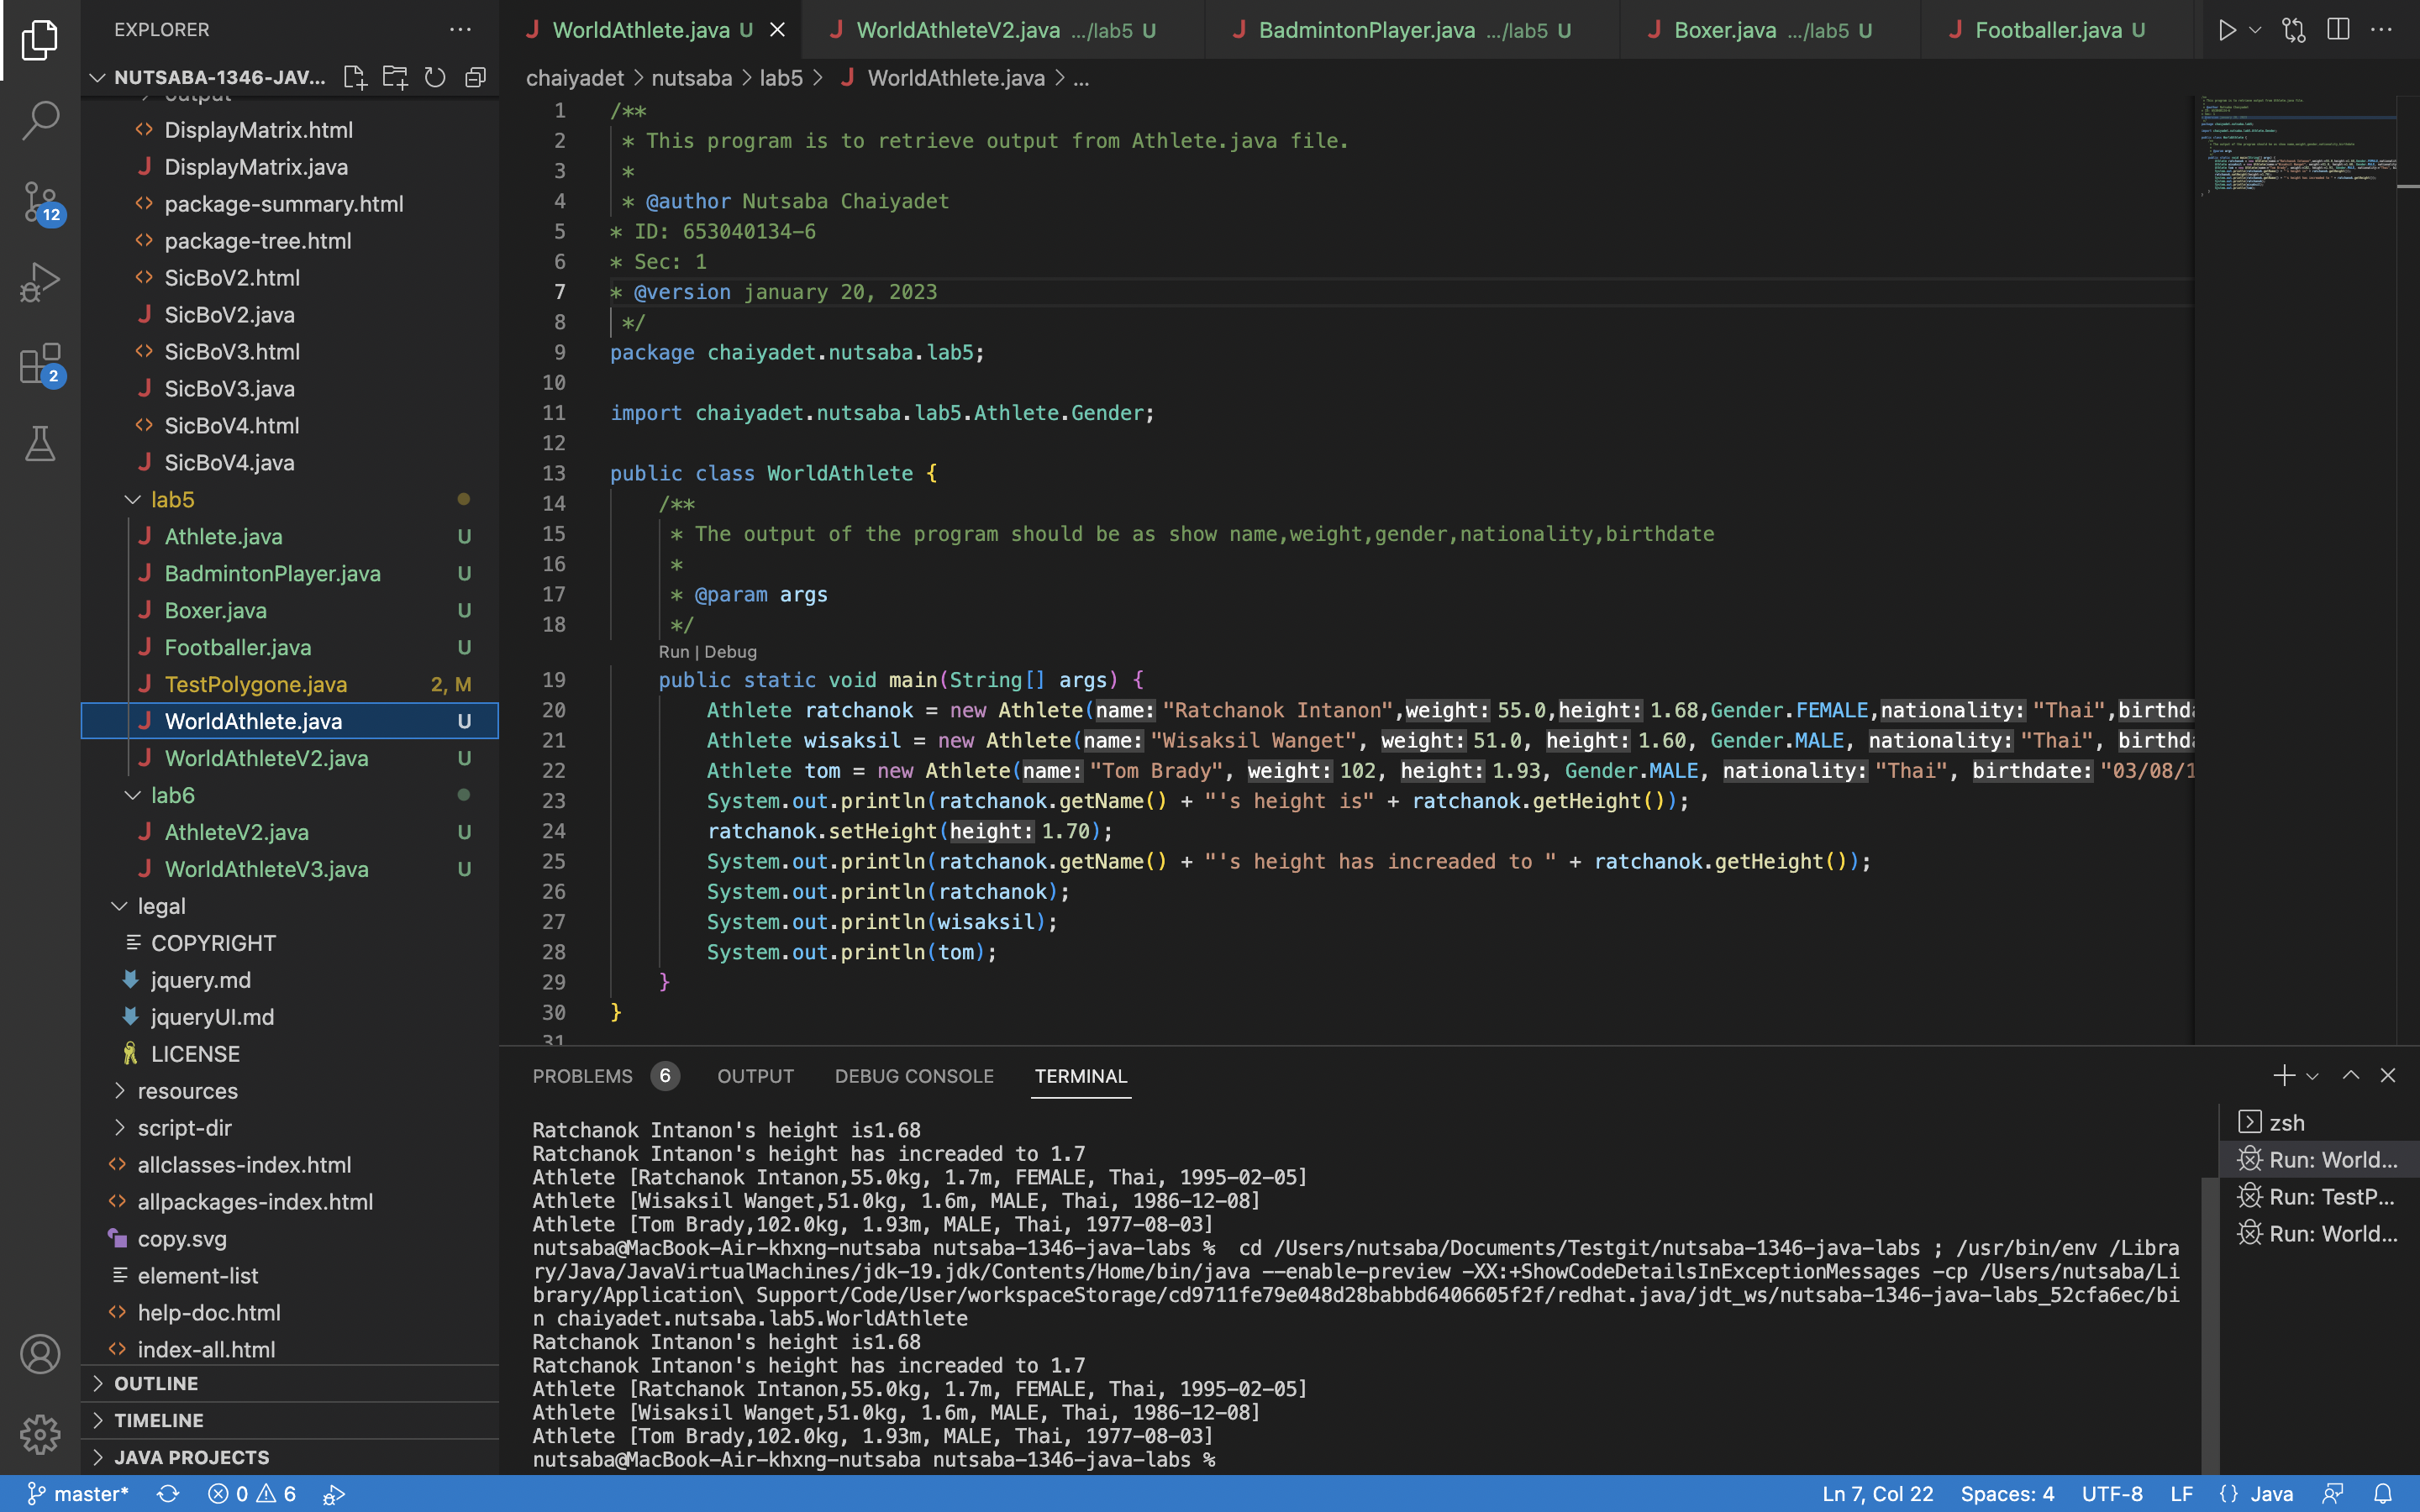 EXPLORER
NUTSABA-1346-JAV...
output
DisplayMatrix.html
DisplayMatrix.java
package-summary.html
package-tree.html
SicBoV2.html
SicBoV2.java
SicBoV3.html
SicBoV3.java
SicBoV4.html
SicBoV4.java
lab5
Athlete.java U
BadmintonPlayer.java U
Boxer.java U
Footballer.java U
TestPolygone.java 2, M
WorldAthlete.java U
WorldAthleteV2.java U
lab6
AthleteV2.java U
WorldAthleteV3.java U
legal
COPYRIGHT
jquery.md
jqueryUI.md
LICENSE
resources
script-dir
allclasses-index.html
allpackages-index.html
copy.svg
element-list
help-doc.html
index-all.html
OUTLINE
TIMELINE
JAVA PROJECTS
12
2
WorldAthlete.java U
WorldAthleteV2.java .../lab5 U
BadmintonPlayer.java .../lab5 U
Boxer.java .../lab5 U
Footballer.java U
chaiyadet > nutsaba > lab5 > WorldAthlete.java > ...
1 /**
2 * This program is to retrieve output from Athlete.java file.
3 *
4 * @author Nutsaba Chaiyadet
5 * ID: 653040134-6
6 * Sec: 1
7 * @version january 20, 2023
8 */
9 package chaiyadet.nutsaba.lab5;
10
11 import chaiyadet.nutsaba.lab5.Athlete.Gender;
12
13 public class WorldAthlete {
14 /**
15 * The output of the program should be as show name,weight,gender,nationality,birthdate
16 *
17 * @param args
18 */
Run | Debug
19 public static void main(String[] args) {
20 Athlete ratchanok = new Athlete(name: "Ratchanok Intanon",weight: 55.0,height: 1.68,Gender.FEMALE,nationality: "Thai",birthd
21 Athlete wisaksil = new Athlete(name: "Wisaksil Wanget", weight: 51.0, height: 1.60, Gender.MALE, nationality: "Thai", birthd
22 Athlete tom = new Athlete(name: "Tom Brady", weight: 102, height: 1.93, Gender.MALE, nationality: "Thai", birthdate: "03/08/1
23 System.out.println(ratchanok.getName() + "'s height is" + ratchanok.getHeight());
24 ratchanok.setHeight(height: 1.70);
25 System.out.println(ratchanok.getName() + "'s height has increaded to " + ratchanok.getHeight());
26 System.out.println(ratchanok);
27 System.out.println(wisaksil);
28 System.out.println(tom);
29 }
30 }
31
PROBLEMS 6 OUTPUT DEBUG CONSOLE TERMINAL
Ratchanok Intanon's height is1.68
Ratchanok Intanon's height has increaded to 1.7
Athlete [Ratchanok Intanon,55.0kg, 1.7m, FEMALE, Thai, 1995-02-05]
Athlete [Wisaksil Wanget,51.0kg, 1.6m, MALE, Thai, 1986-12-08]
Athlete [Tom Brady,102.0kg, 1.93m, MALE, Thai, 1977-08-03]
nutsaba@MacBook-Air-khxng-nutsaba nutsaba-1346-java-labs %  cd /Users/nutsaba/Documents/Testgit/nutsaba-1346-java-labs ; /usr/bin/env /Libra
ry/Java/JavaVirtualMachines/jdk-19.jdk/Contents/Home/bin/java --enable-preview -XX:+ShowCodeDetailsInExceptionMessages -cp /Users/nutsaba/Li
brary/Application\ Support/Code/User/workspaceStorage/cd9711fe79e048d28babbd6406605f2f/redhat.java/jdt_ws/nutsaba-1346-java-labs_52cfa6ec/bi
n chaiyadet.nutsaba.lab5.WorldAthlete
Ratchanok Intanon's height is1.68
Ratchanok Intanon's height has increaded to 1.7
Athlete [Ratchanok Intanon,55.0kg, 1.7m, FEMALE, Thai, 1995-02-05]
Athlete [Wisaksil Wanget,51.0kg, 1.6m, MALE, Thai, 1986-12-08]
Athlete [Tom Brady,102.0kg, 1.93m, MALE, Thai, 1977-08-03]
nutsaba@MacBook-Air-khxng-nutsaba nutsaba-1346-java-labs %
zsh
Run: World...
Run: TestP...
Run: World...
master* 0 6
Ln 7, Col 22 Spaces: 4 UTF-8 LF {} Java